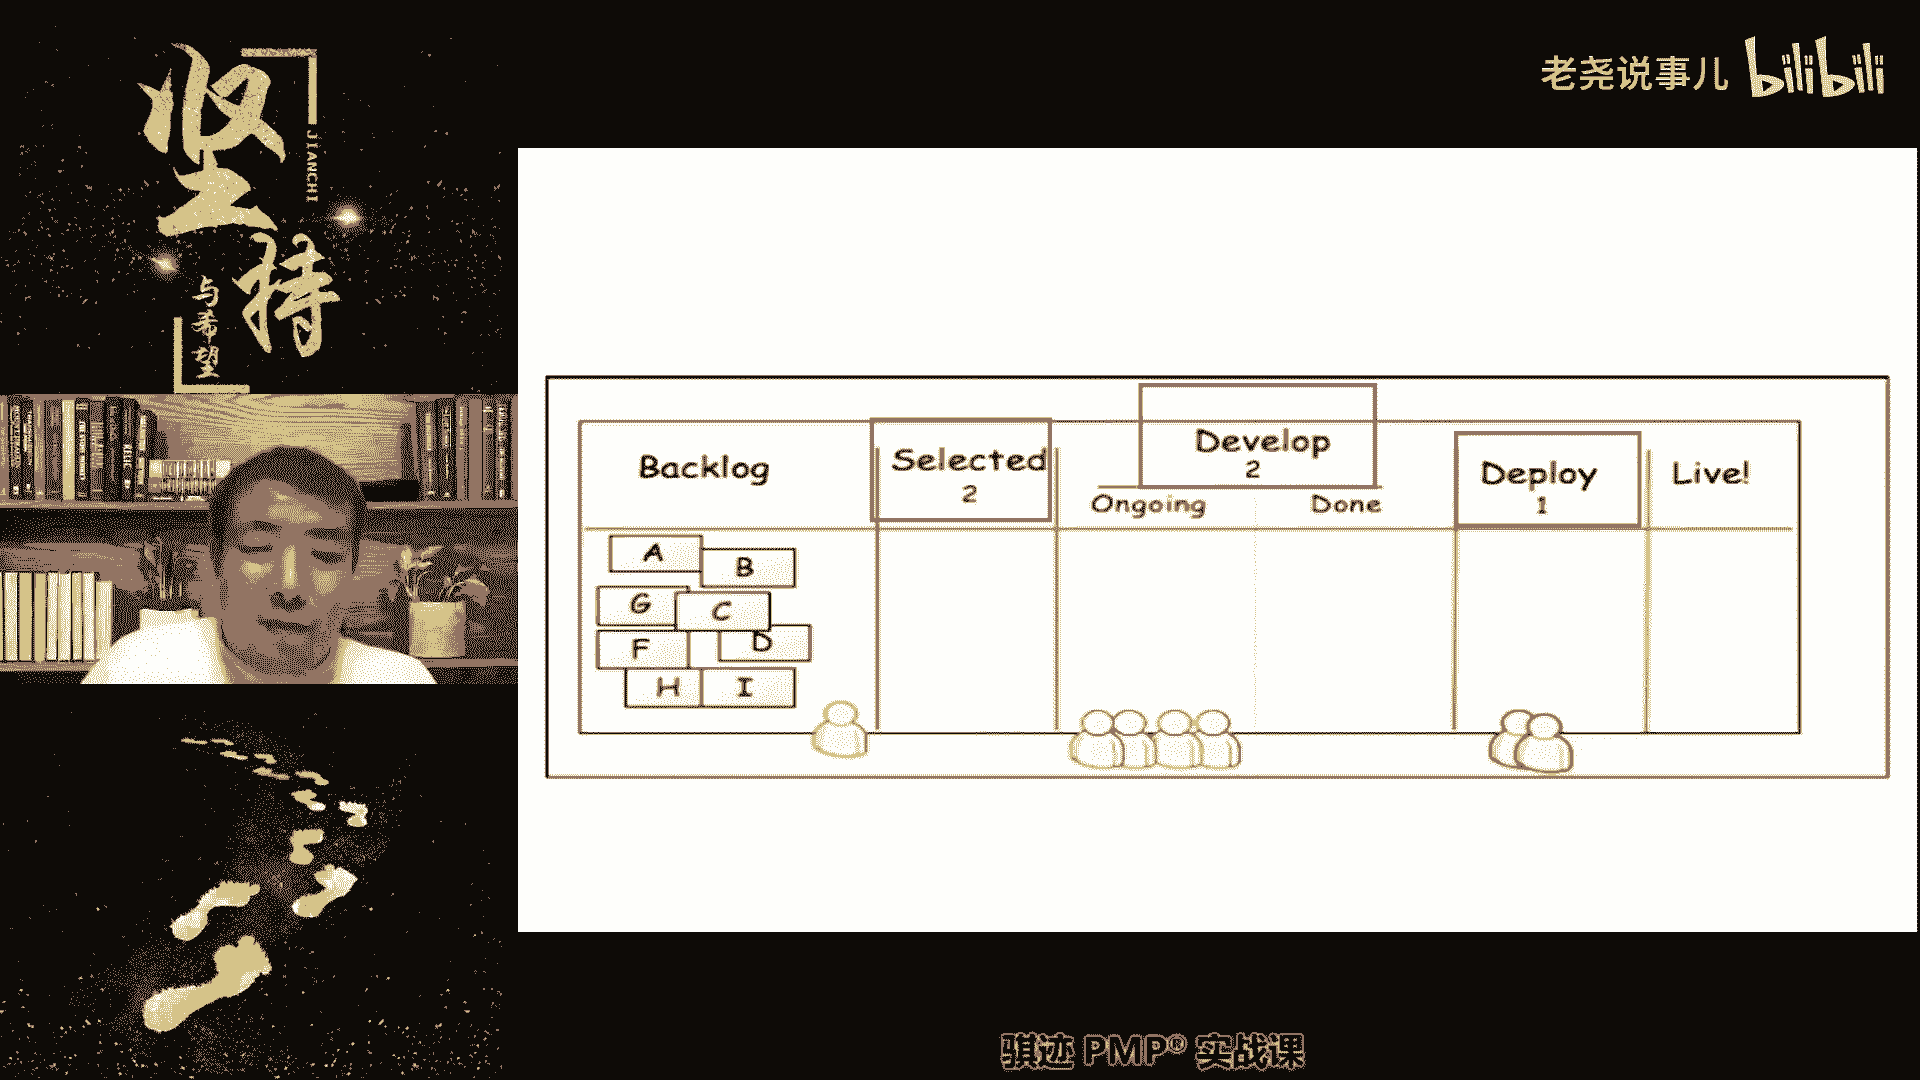 坚持
JIANCHI
与希望
老尧说事儿 bilibili
Backlog
Selected
2
Develop
2
Ongoing
Done
Deploy
1
Live!
A
B
G
C
F
D
H
I
骐迹 PMP® 实战课